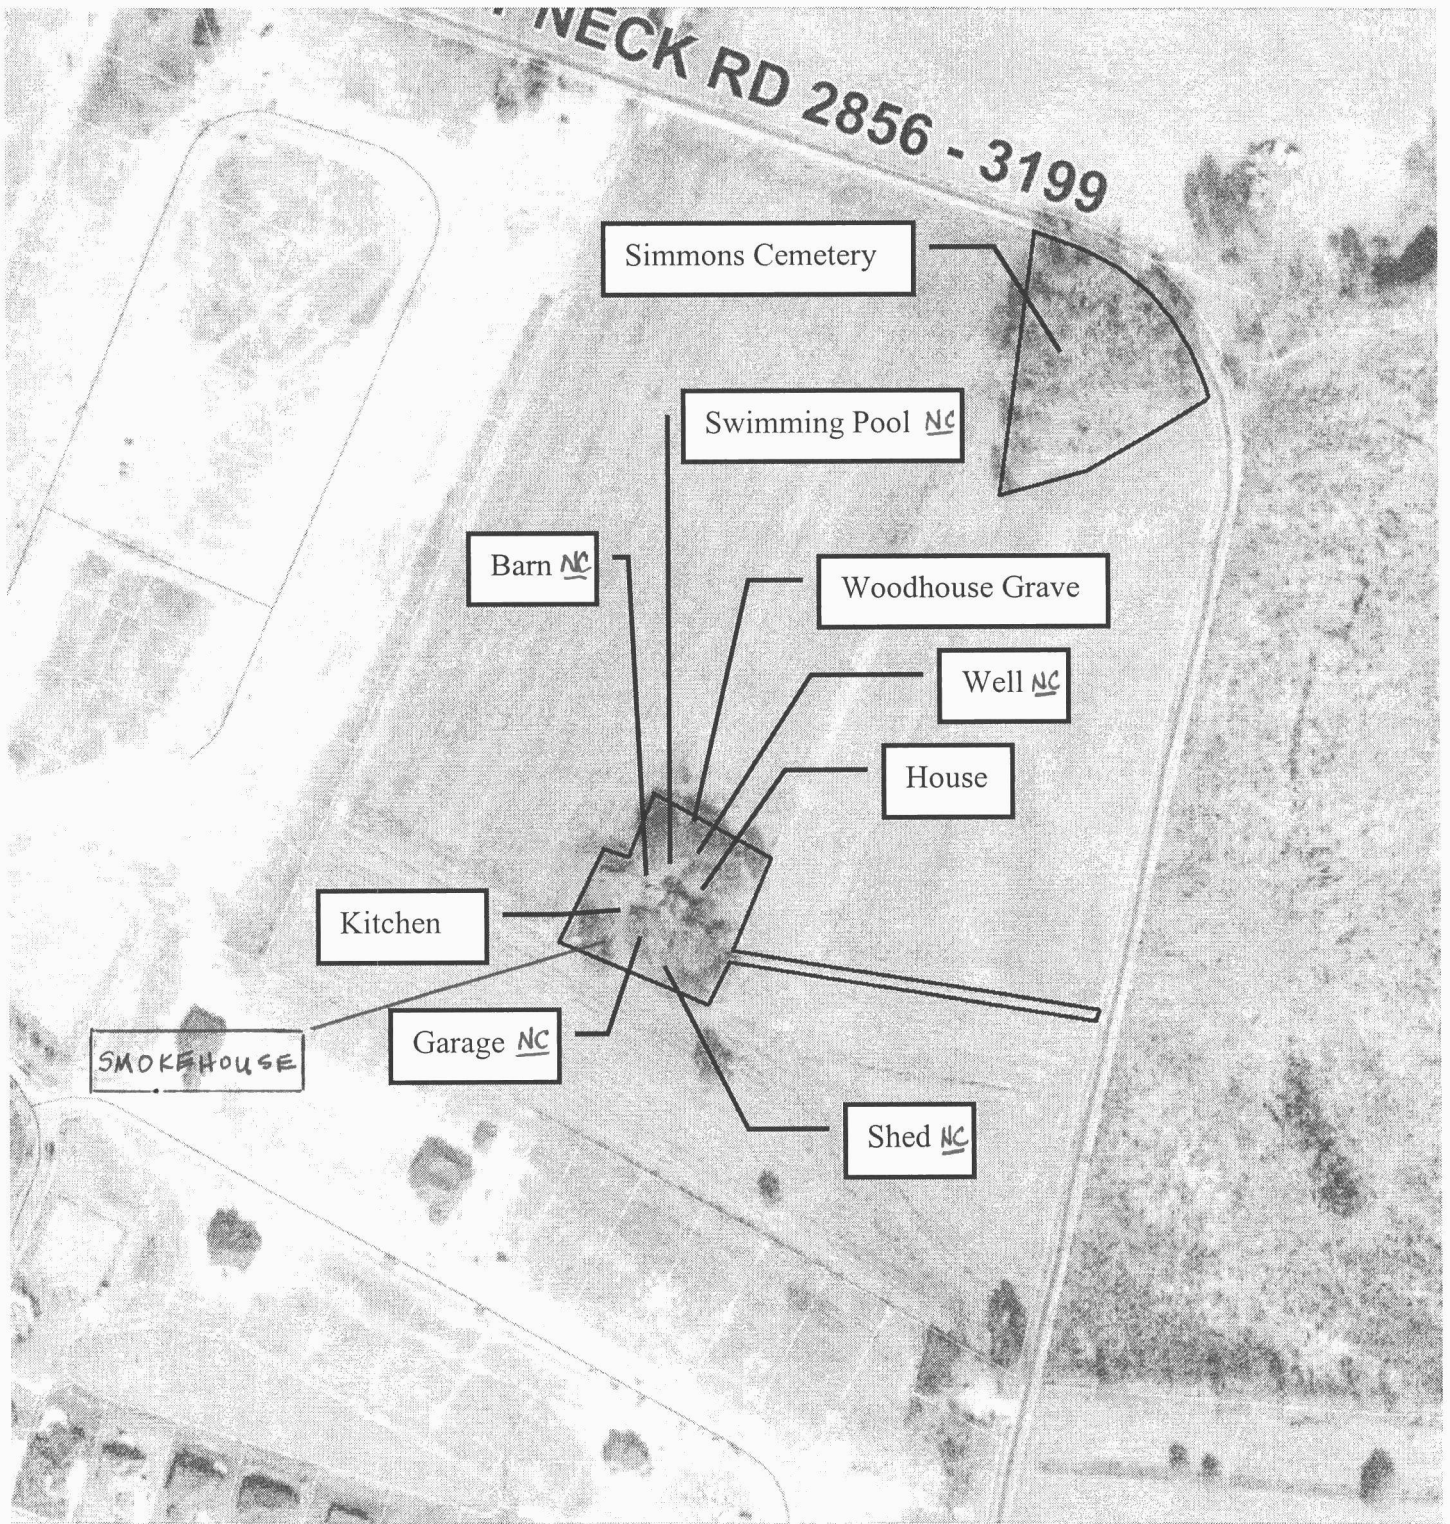 NECK RD 2856 - 3199
Simmons Cemetery
Swimming Pool NC
Barn NC
Woodhouse Grave
Well NC
House
Kitchen
Garage NC
SMOKEHOUSE
Shed NC